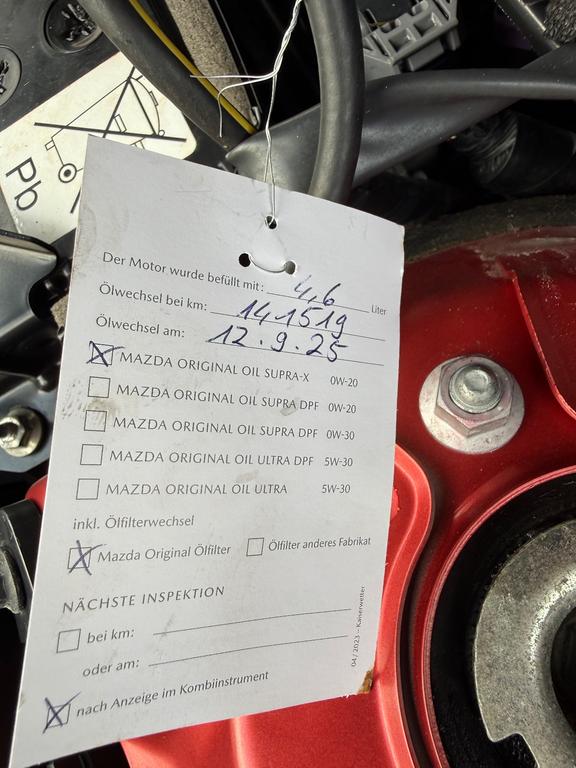 Pb
Der Motor wurde befüllt mit: 4,6 Liter
Ölwechsel bei km: 141519
Ölwechsel am: 12.9.25
MAZDA ORIGINAL OIL SUPRA-X 0W-20
MAZDA ORIGINAL OIL SUPRA DPF 0W-20
MAZDA ORIGINAL OIL SUPRA DPF 0W-30
MAZDA ORIGINAL OIL ULTRA DPF 5W-30
MAZDA ORIGINAL OIL ULTRA 5W-30
inkl. Ölfilterwechsel
Mazda Original Ölfilter Ölfilter anderes Fabrikat
NÄCHSTE INSPEKTION
bei km:
oder am:
nach Anzeige im Kombiinstrument
04/2023 – Kaiserwetter